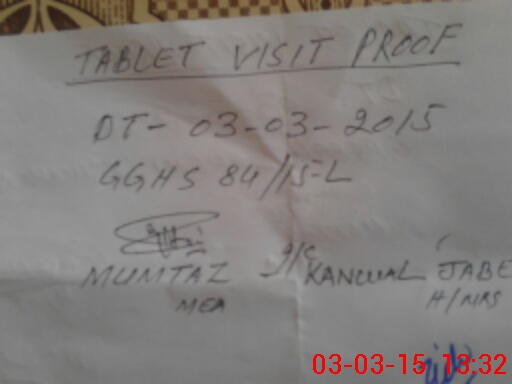 TABLET VISIT PROOF
DT- 03-03-2015
GGHS 84/15-L
MUMTAZ KANWAL JABE
MEA H/MRS
03-03-15 13:32